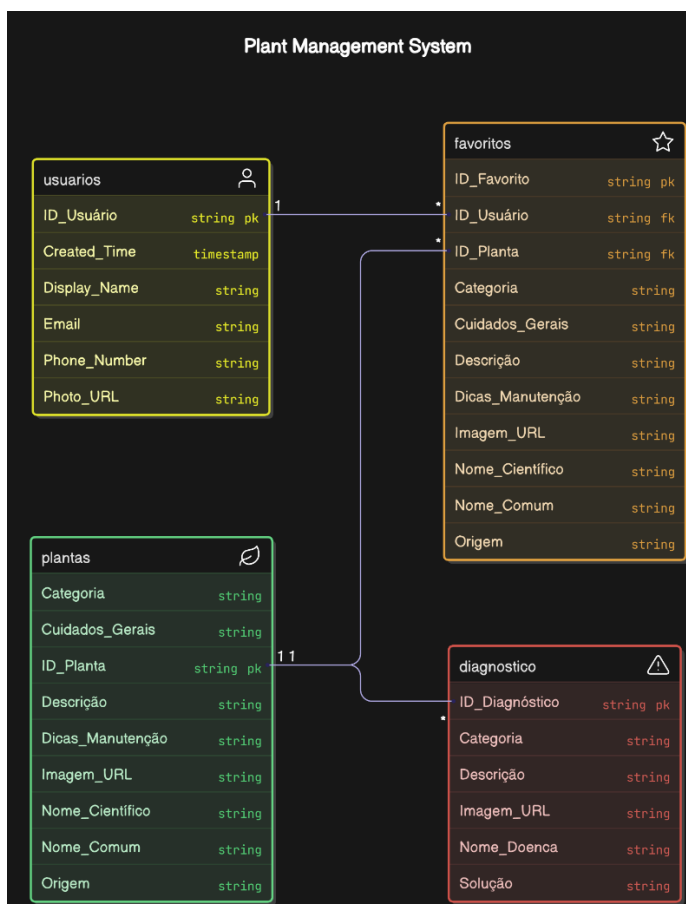 Plant Management System
usuarios
ID_Usuário string pk
Created_Time timestamp
Display_Name string
Email string
Phone_Number string
Photo_URL string
1
*
*
favoritos
ID_Favorito string pk
ID_Usuário string fk
ID_Planta string fk
Categoria string
Cuidados_Gerais string
Descrição string
Dicas_Manutenção string
Imagem_URL string
Nome_Científico string
Nome_Comum string
Origem string
plantas
Categoria string
Cuidados_Gerais string
ID_Planta string pk
Descrição string
Dicas_Manutenção string
Imagem_URL string
Nome_Científico string
Nome_Comum string
Origem string
1 1
*
diagnostico
ID_Diagnóstico string pk
Categoria string
Descrição string
Imagem_URL string
Nome_Doenca string
Solução string